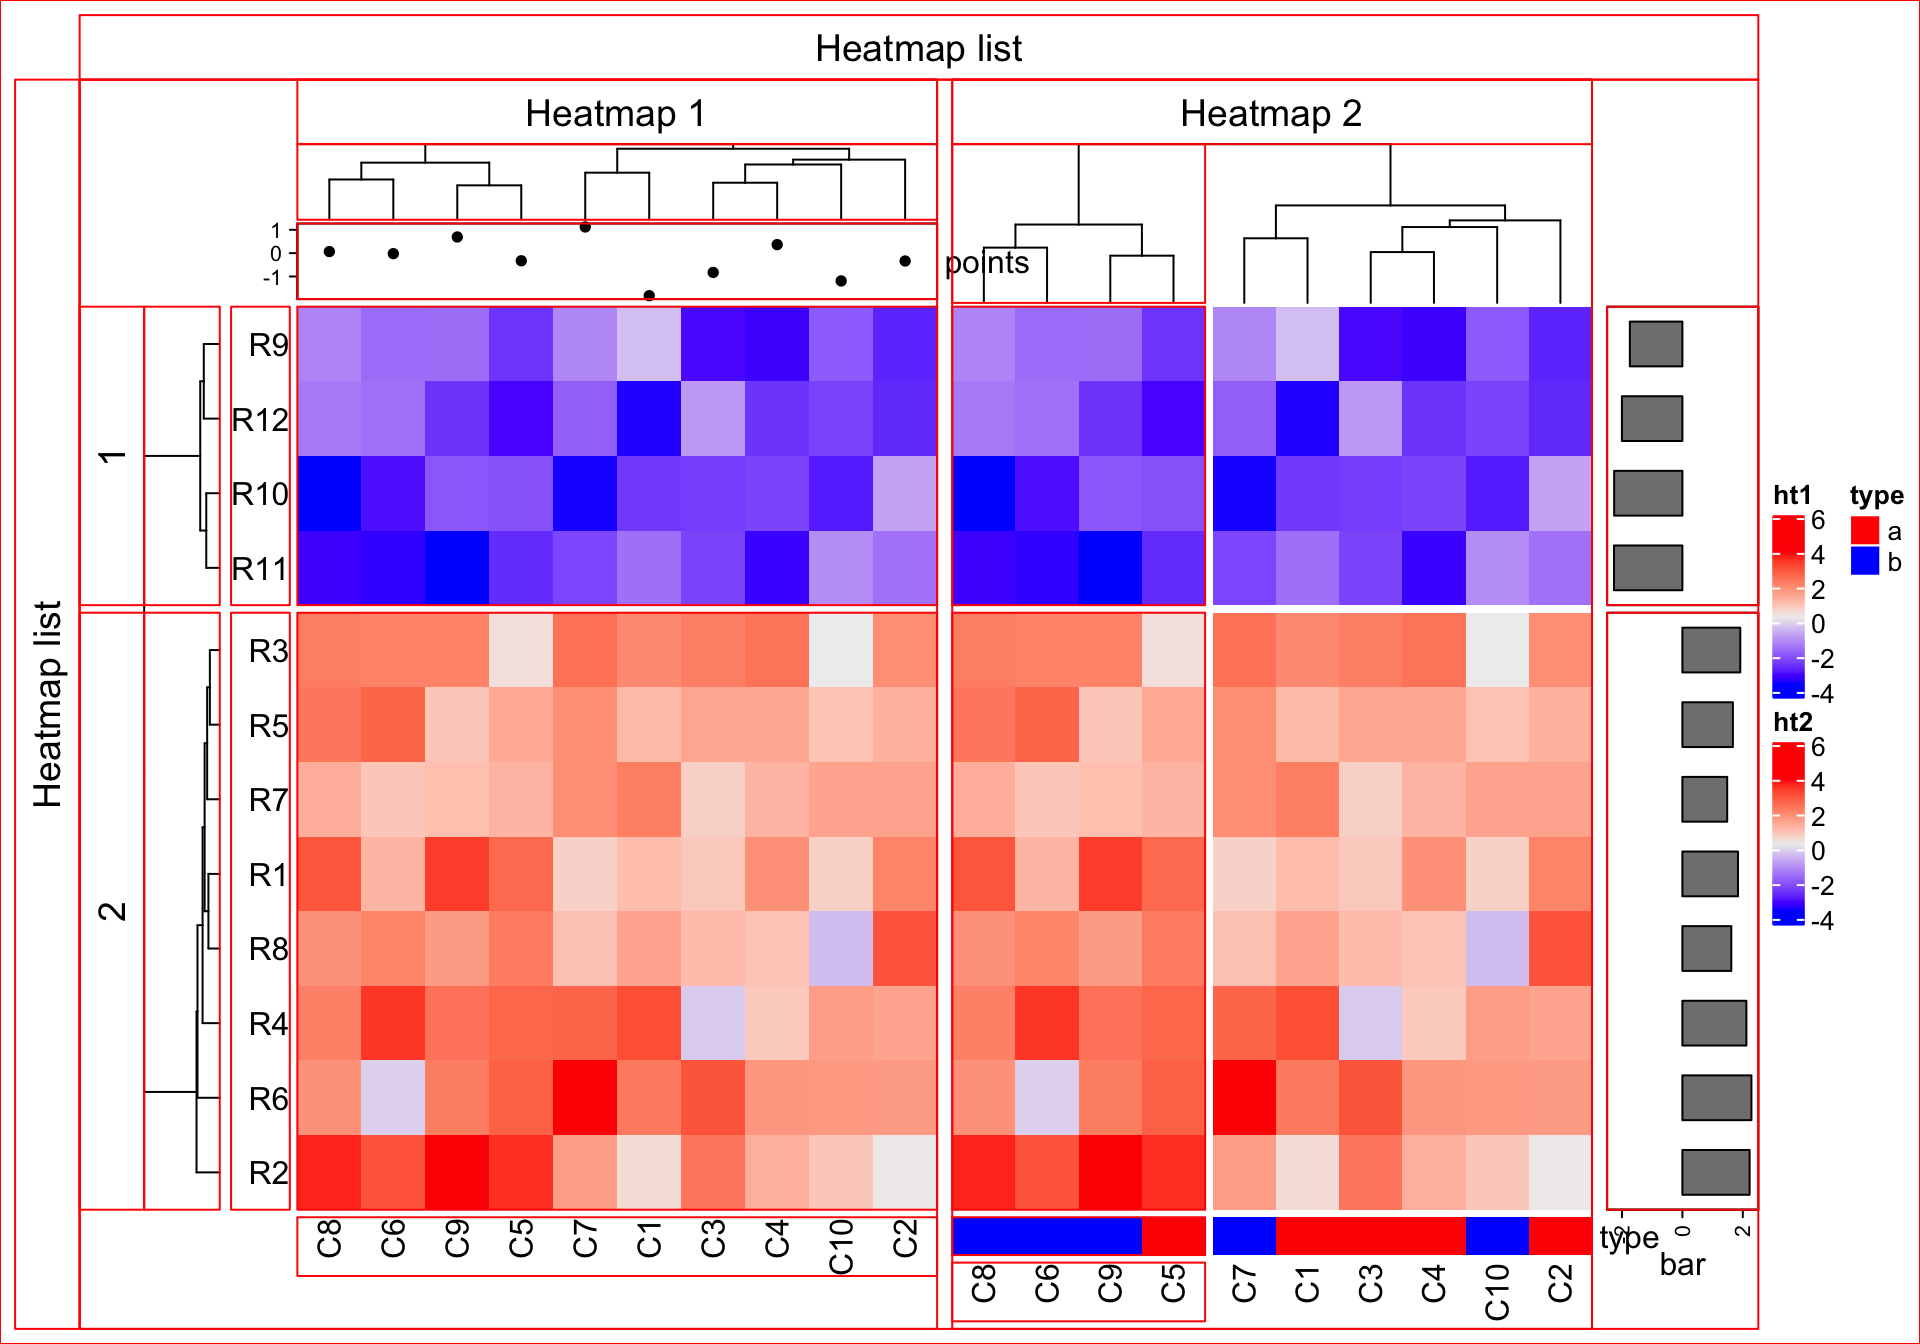 Heatmap list
Heatmap list
Heatmap 1
Heatmap 2
1
0
-1
points
1
R9
R12
R10
R11
2
R3
R5
R7
R1
R8
R4
R6
R2
C8 C6 C9 C5 C7 C1 C3 C4 C10 C2
C8 C6 C9 C5 C7 C1 C3 C4 C10 C2
type
-2 0 2
bar
ht1
6
4
2
0
-2
-4
type
a
b
ht2
6
4
2
0
-2
-4